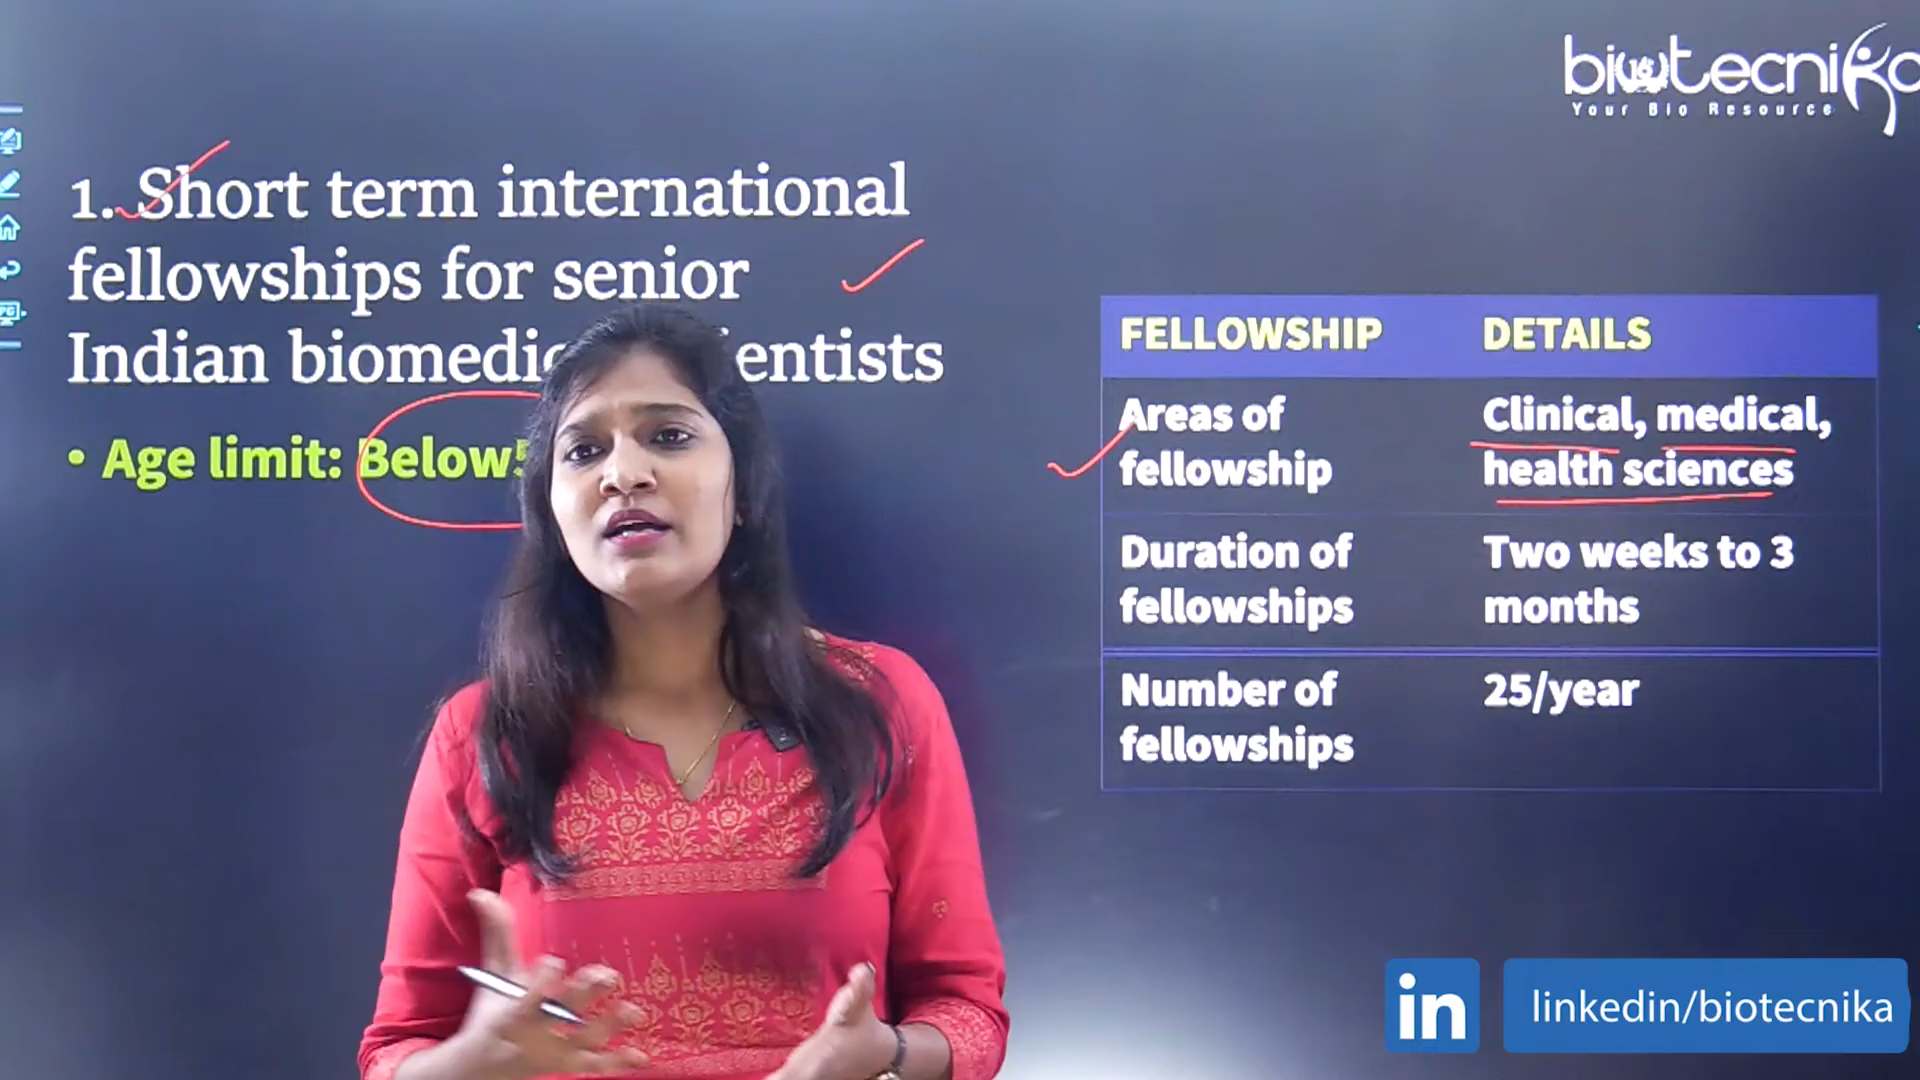 biotecnika
Your Bio Resource
1. Short term international
fellowships for senior
Indian entists
• Age limit: Below
FELLOWSHIP DETAILS
Areas of fellowship Clinical, medical, health sciences
Duration of fellowships Two weeks to 3 months
Number of fellowships 25/year
in
linkedin/biotecnika